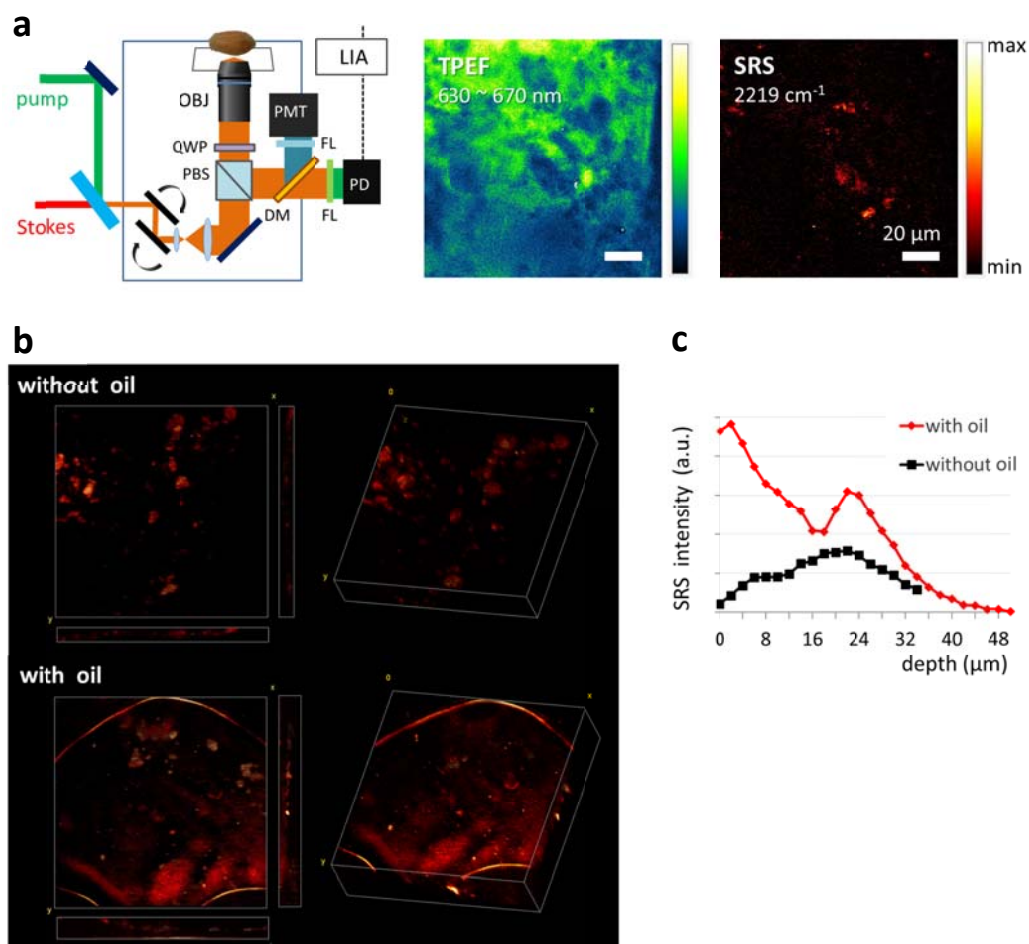 a
pump
Stokes
OBJ
QWP
PBS
DM
PMT
FL
FL
PD
LIA
TPEF
630 ~ 670 nm
SRS
2219 cm⁻¹
20 µm
max
min
b
without oil
x
y
0
x
y
with oil
x
y
0
x
y
c
SRS intensity (a.u.)
with oil
without oil
0 8 16 24 32 40 48
depth (µm)